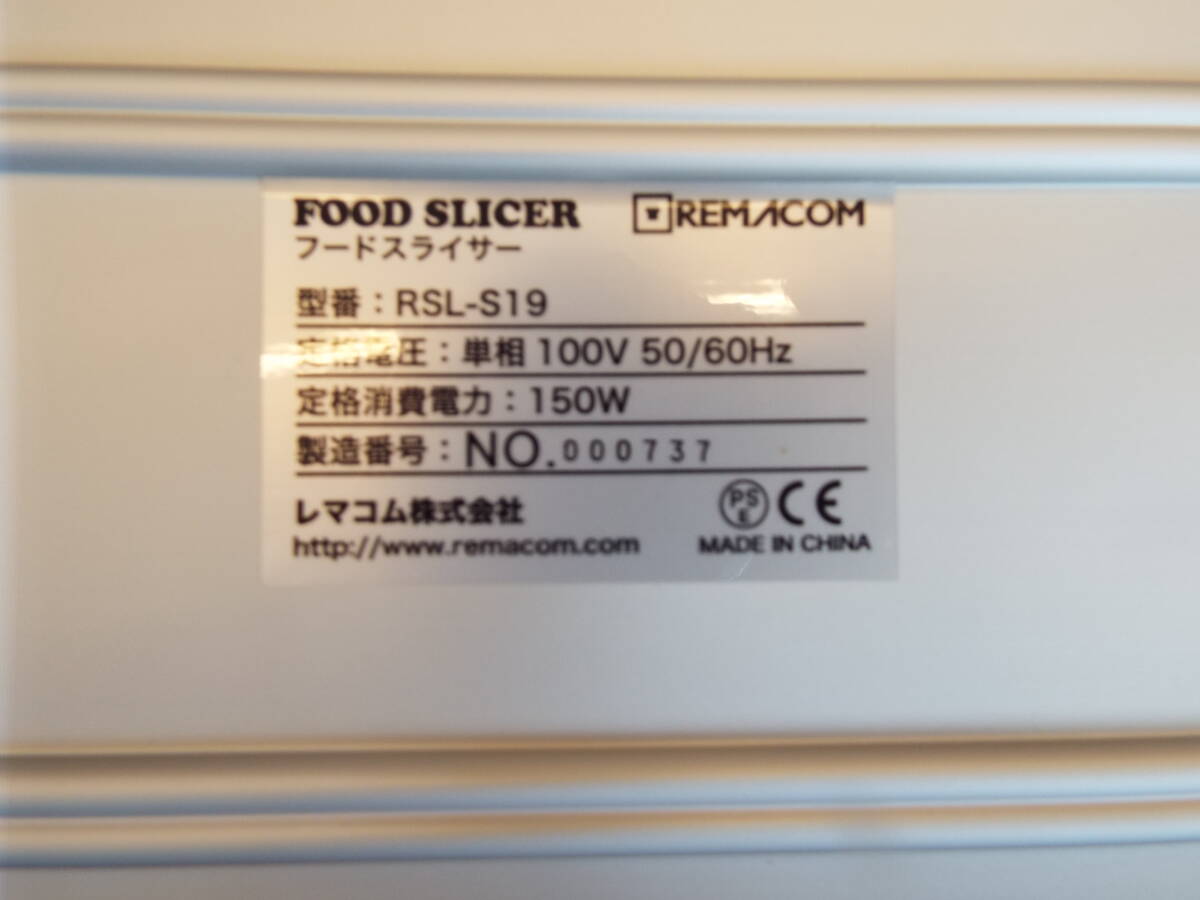 FOOD SLICER REMACOM
フードスライサー
型番：RSL-S19
定格電圧：単相 100V 50/60Hz
定格消費電力：150W
製造番号：NO.000737
レマコム株式会社 PSE CE
http://www.remacom.com MADE IN CHINA